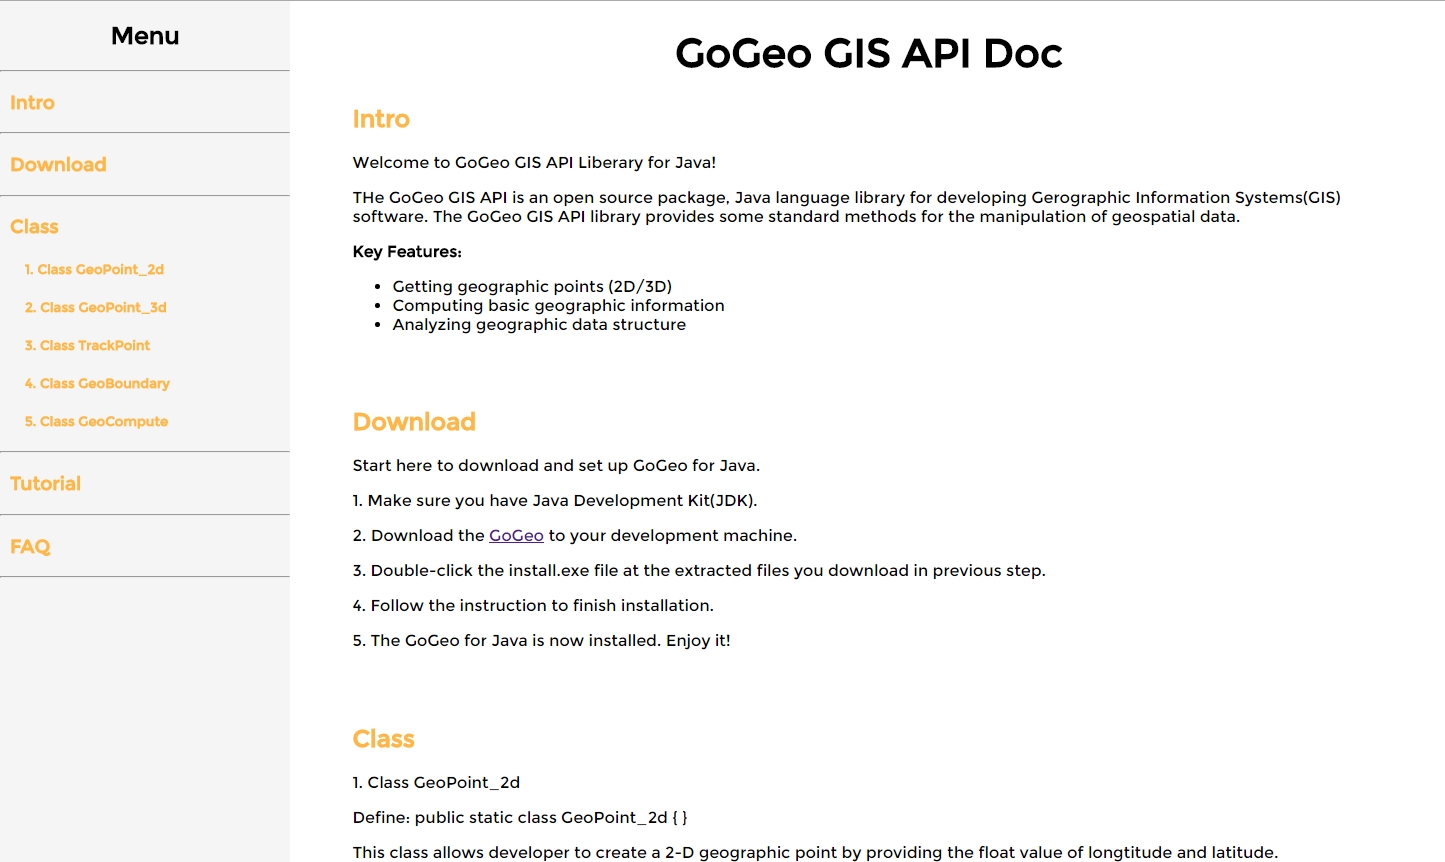 Menu
Intro
Download
Class
1. Class GeoPoint_2d
2. Class GeoPoint_3d
3. Class TrackPoint
4. Class GeoBoundary
5. Class GeoCompute
Tutorial
FAQ
GoGeo GIS API Doc
Intro
Welcome to GoGeo GIS API Liberary for Java!
THe GoGeo GIS API is an open source package, Java language library for developing Gerographic Information Systems(GIS)
software. The GoGeo GIS API library provides some standard methods for the manipulation of geospatial data.
Key Features:
• Getting geographic points (2D/3D)
• Computing basic geographic information
• Analyzing geographic data structure
Download
Start here to download and set up GoGeo for Java.
1. Make sure you have Java Development Kit(JDK).
2. Download the GoGeo to your development machine.
3. Double-click the install.exe file at the extracted files you download in previous step.
4. Follow the instruction to finish installation.
5. The GoGeo for Java is now installed. Enjoy it!
Class
1. Class GeoPoint_2d
Define: public static class GeoPoint_2d { }
This class allows developer to create a 2-D geographic point by providing the float value of longtitude and latitude.